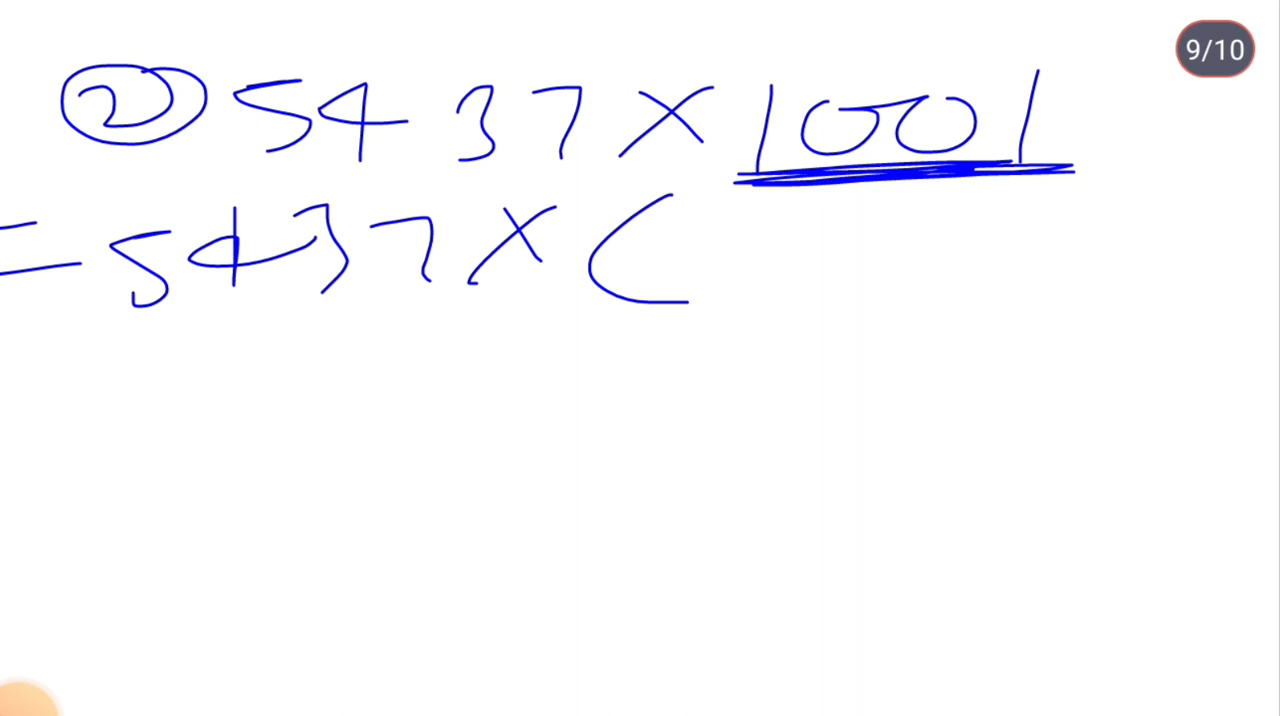 9/10
② 5437 × 1001
= 5437 × (